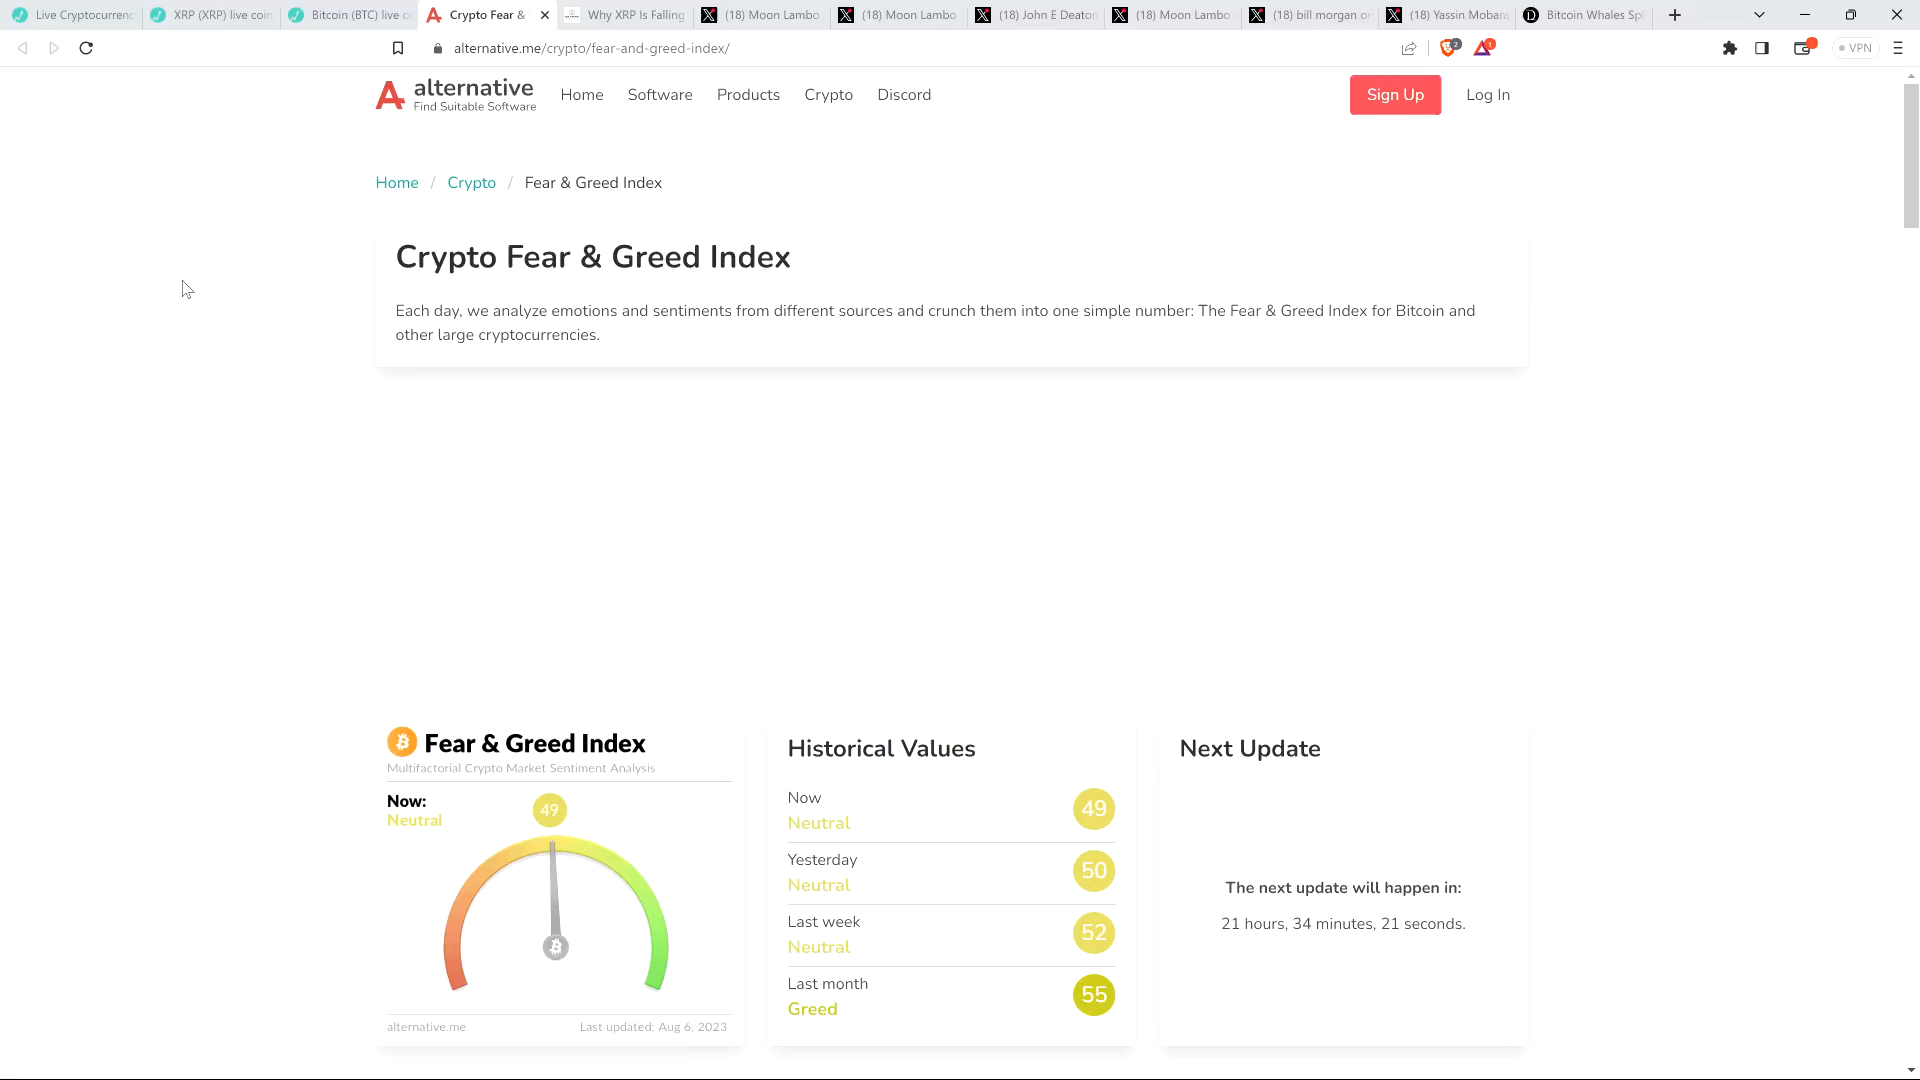 Live Cryptocurrenc
XRP (XRP) live coin
Bitcoin (BTC) live co
Crypto Fear &
Why XRP Is Falling
(18) Moon Lambo
(18) Moon Lambo
(18) John E Deaton
(18) Moon Lambo
(18) bill morgan on
(18) Yassin Mobara
Bitcoin Whales Spl
alternative.me/crypto/fear-and-greed-index/
2
1
VPN
alternative
Find Suitable Software
Home
Software
Products
Crypto
Discord
Sign Up
Log In
Home / Crypto / Fear & Greed Index
Crypto Fear & Greed Index
Each day, we analyze emotions and sentiments from different sources and crunch them into one simple number: The Fear & Greed Index for Bitcoin and
other large cryptocurrencies.
Fear & Greed Index
Multifactorial Crypto Market Sentiment Analysis
Now:
Neutral
49
alternative.me
Last updated: Aug 6, 2023
Historical Values
Now
Neutral
49
Yesterday
Neutral
50
Last week
Neutral
52
Last month
Greed
55
Next Update
The next update will happen in:
21 hours, 34 minutes, 21 seconds.